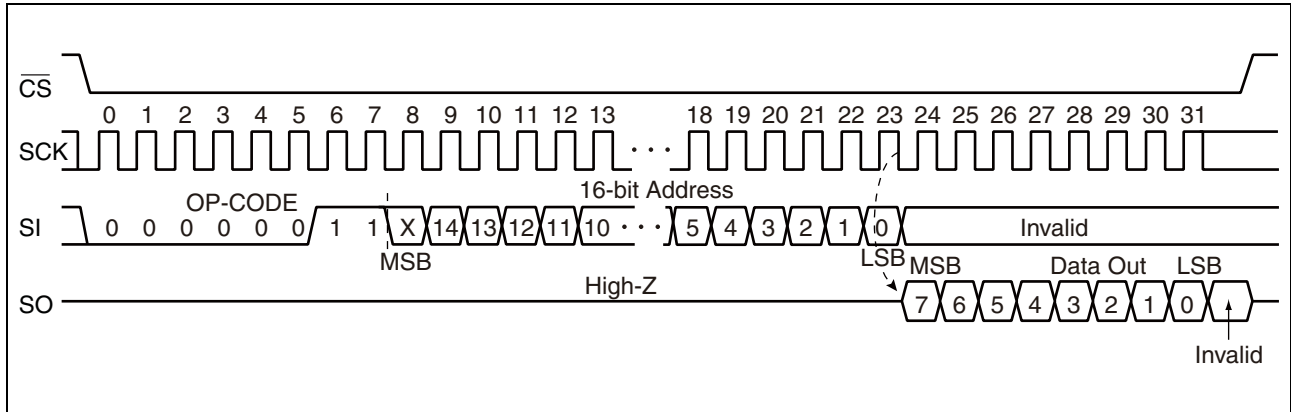 CS
0 1 2 3 4 5 6 7 8 9 10 11 12 13 18 19 20 21 22 23 24 25 26 27 28 29 30 31
SCK
· · ·
OP-CODE 16-bit Address
SI 0 0 0 0 0 0 1 1 X 14 13 12 11 10 · · · 5 4 3 2 1 0 Invalid
MSB LSB MSB Data Out LSB
High-Z
SO 7 6 5 4 3 2 1 0
Invalid